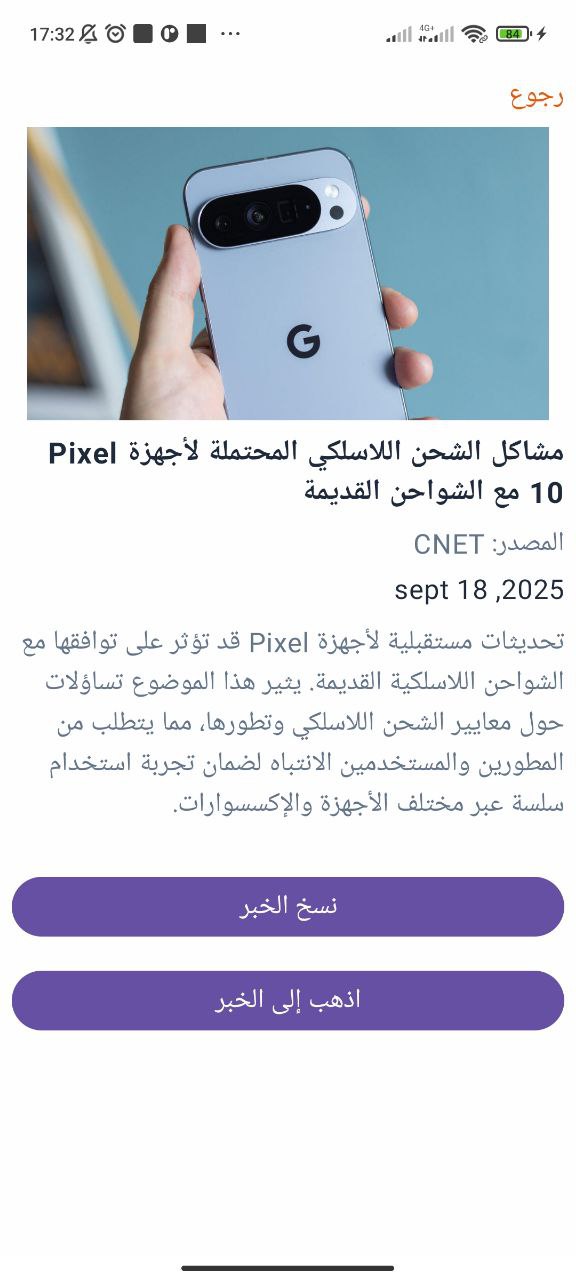 17:32
4G+
84
رجوع
G
مشاكل الشحن اللاسلكي المحتملة لأجهزة Pixel
10 مع الشواحن القديمة
المصدر: CNET
sept 18 ,2025
تحديثات مستقبلية لأجهزة Pixel قد تؤثر على توافقها مع
الشواحن اللاسلكية القديمة. يثير هذا الموضوع تساؤلات
حول معايير الشحن اللاسلكي وتطورها، مما يتطلب من
المطورين والمستخدمين الانتباه لضمان تجربة استخدام
سلسة عبر مختلف الأجهزة والإكسسوارات.
نسخ الخبر
اذهب إلى الخبر